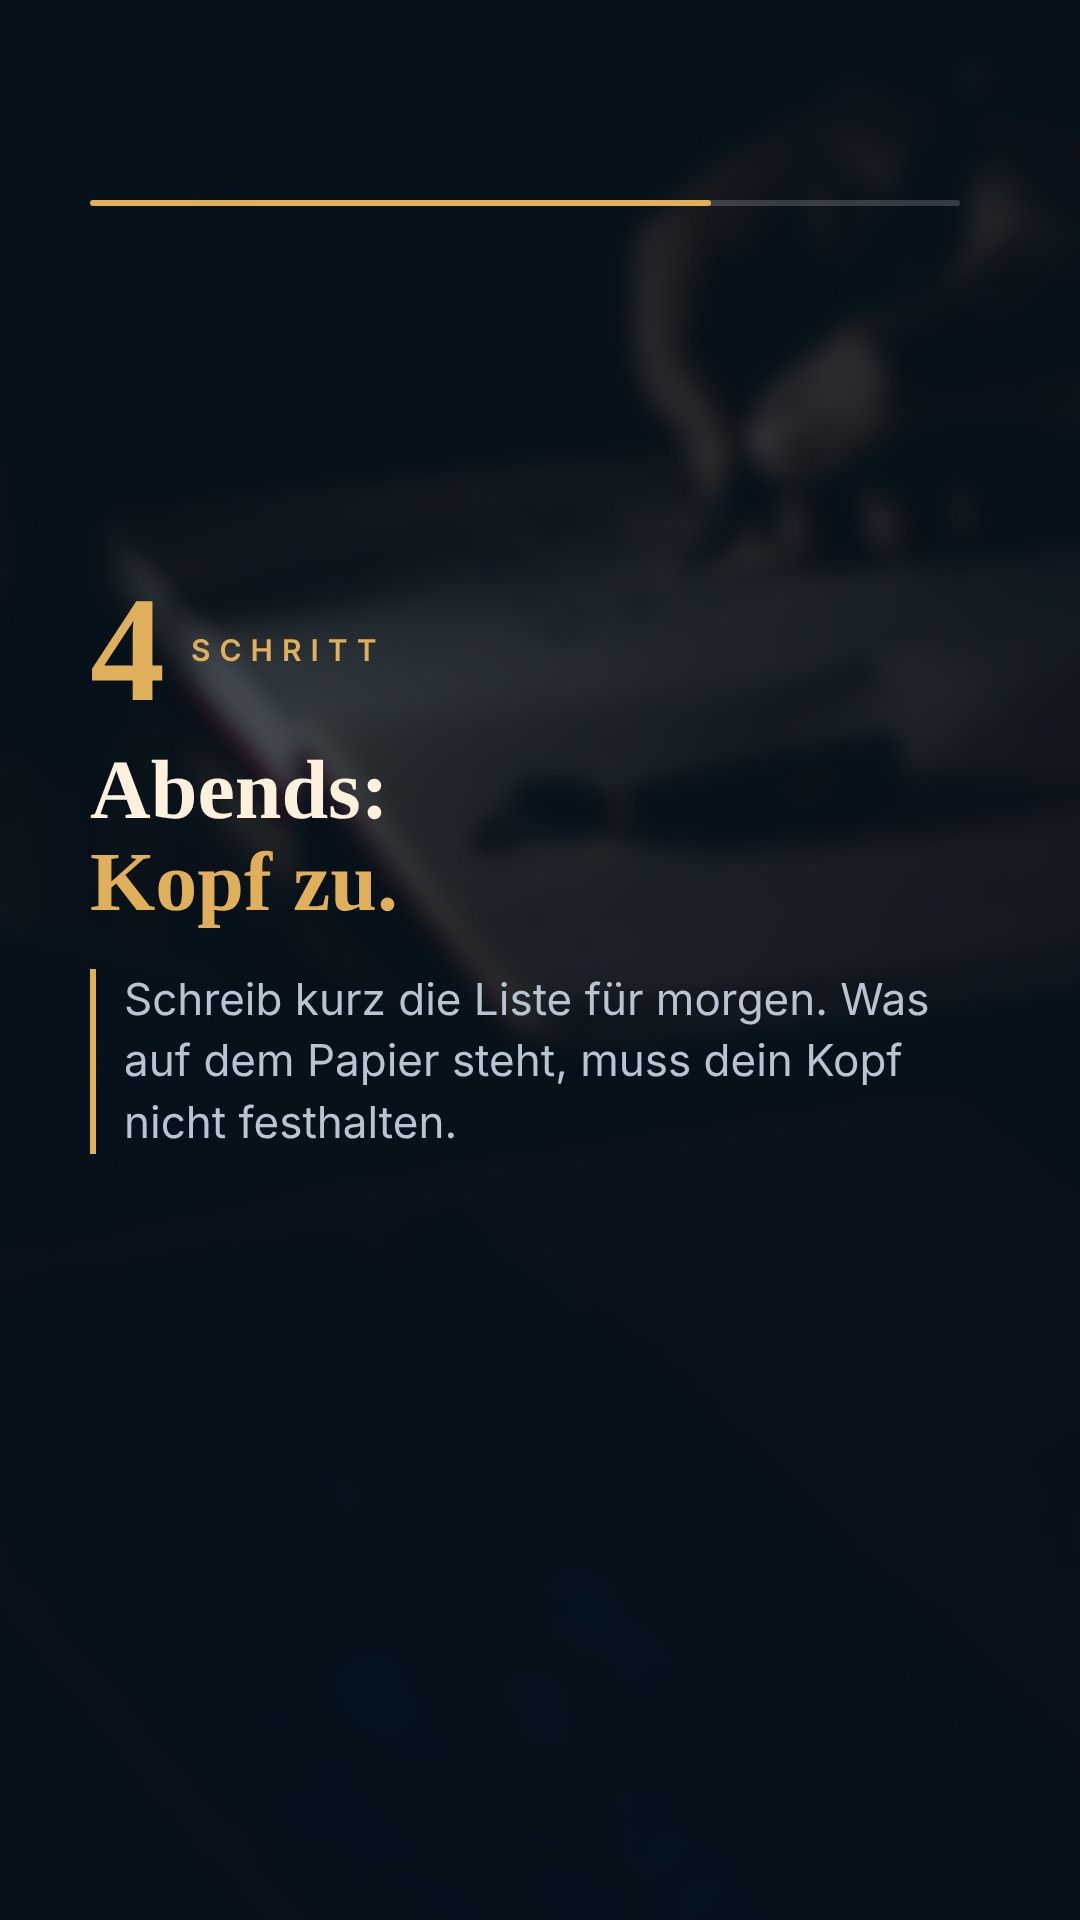 4 SCHRITT
Abends:
Kopf zu.
Schreib kurz die Liste für morgen. Was
auf dem Papier steht, muss dein Kopf
nicht festhalten.